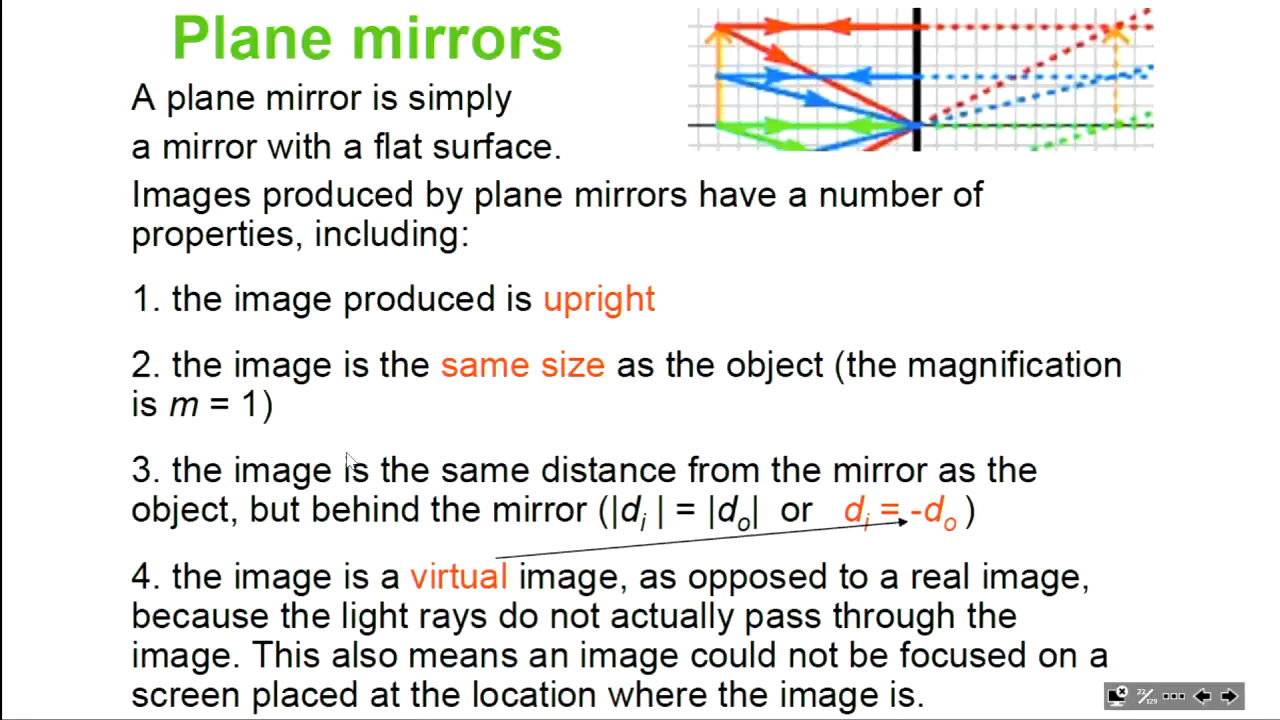 Plane mirrors
A plane mirror is simply
a mirror with a flat surface.
Images produced by plane mirrors have a number of
properties, including:
1. the image produced is upright
2. the image is the same size as the object (the magnification
is m = 1)
3. the image is the same distance from the mirror as the
object, but behind the mirror (|di | = |do| or di = -do )
4. the image is a virtual image, as opposed to a real image,
because the light rays do not actually pass through the
image. This also means an image could not be focused on a
screen placed at the location where the image is.
22/129